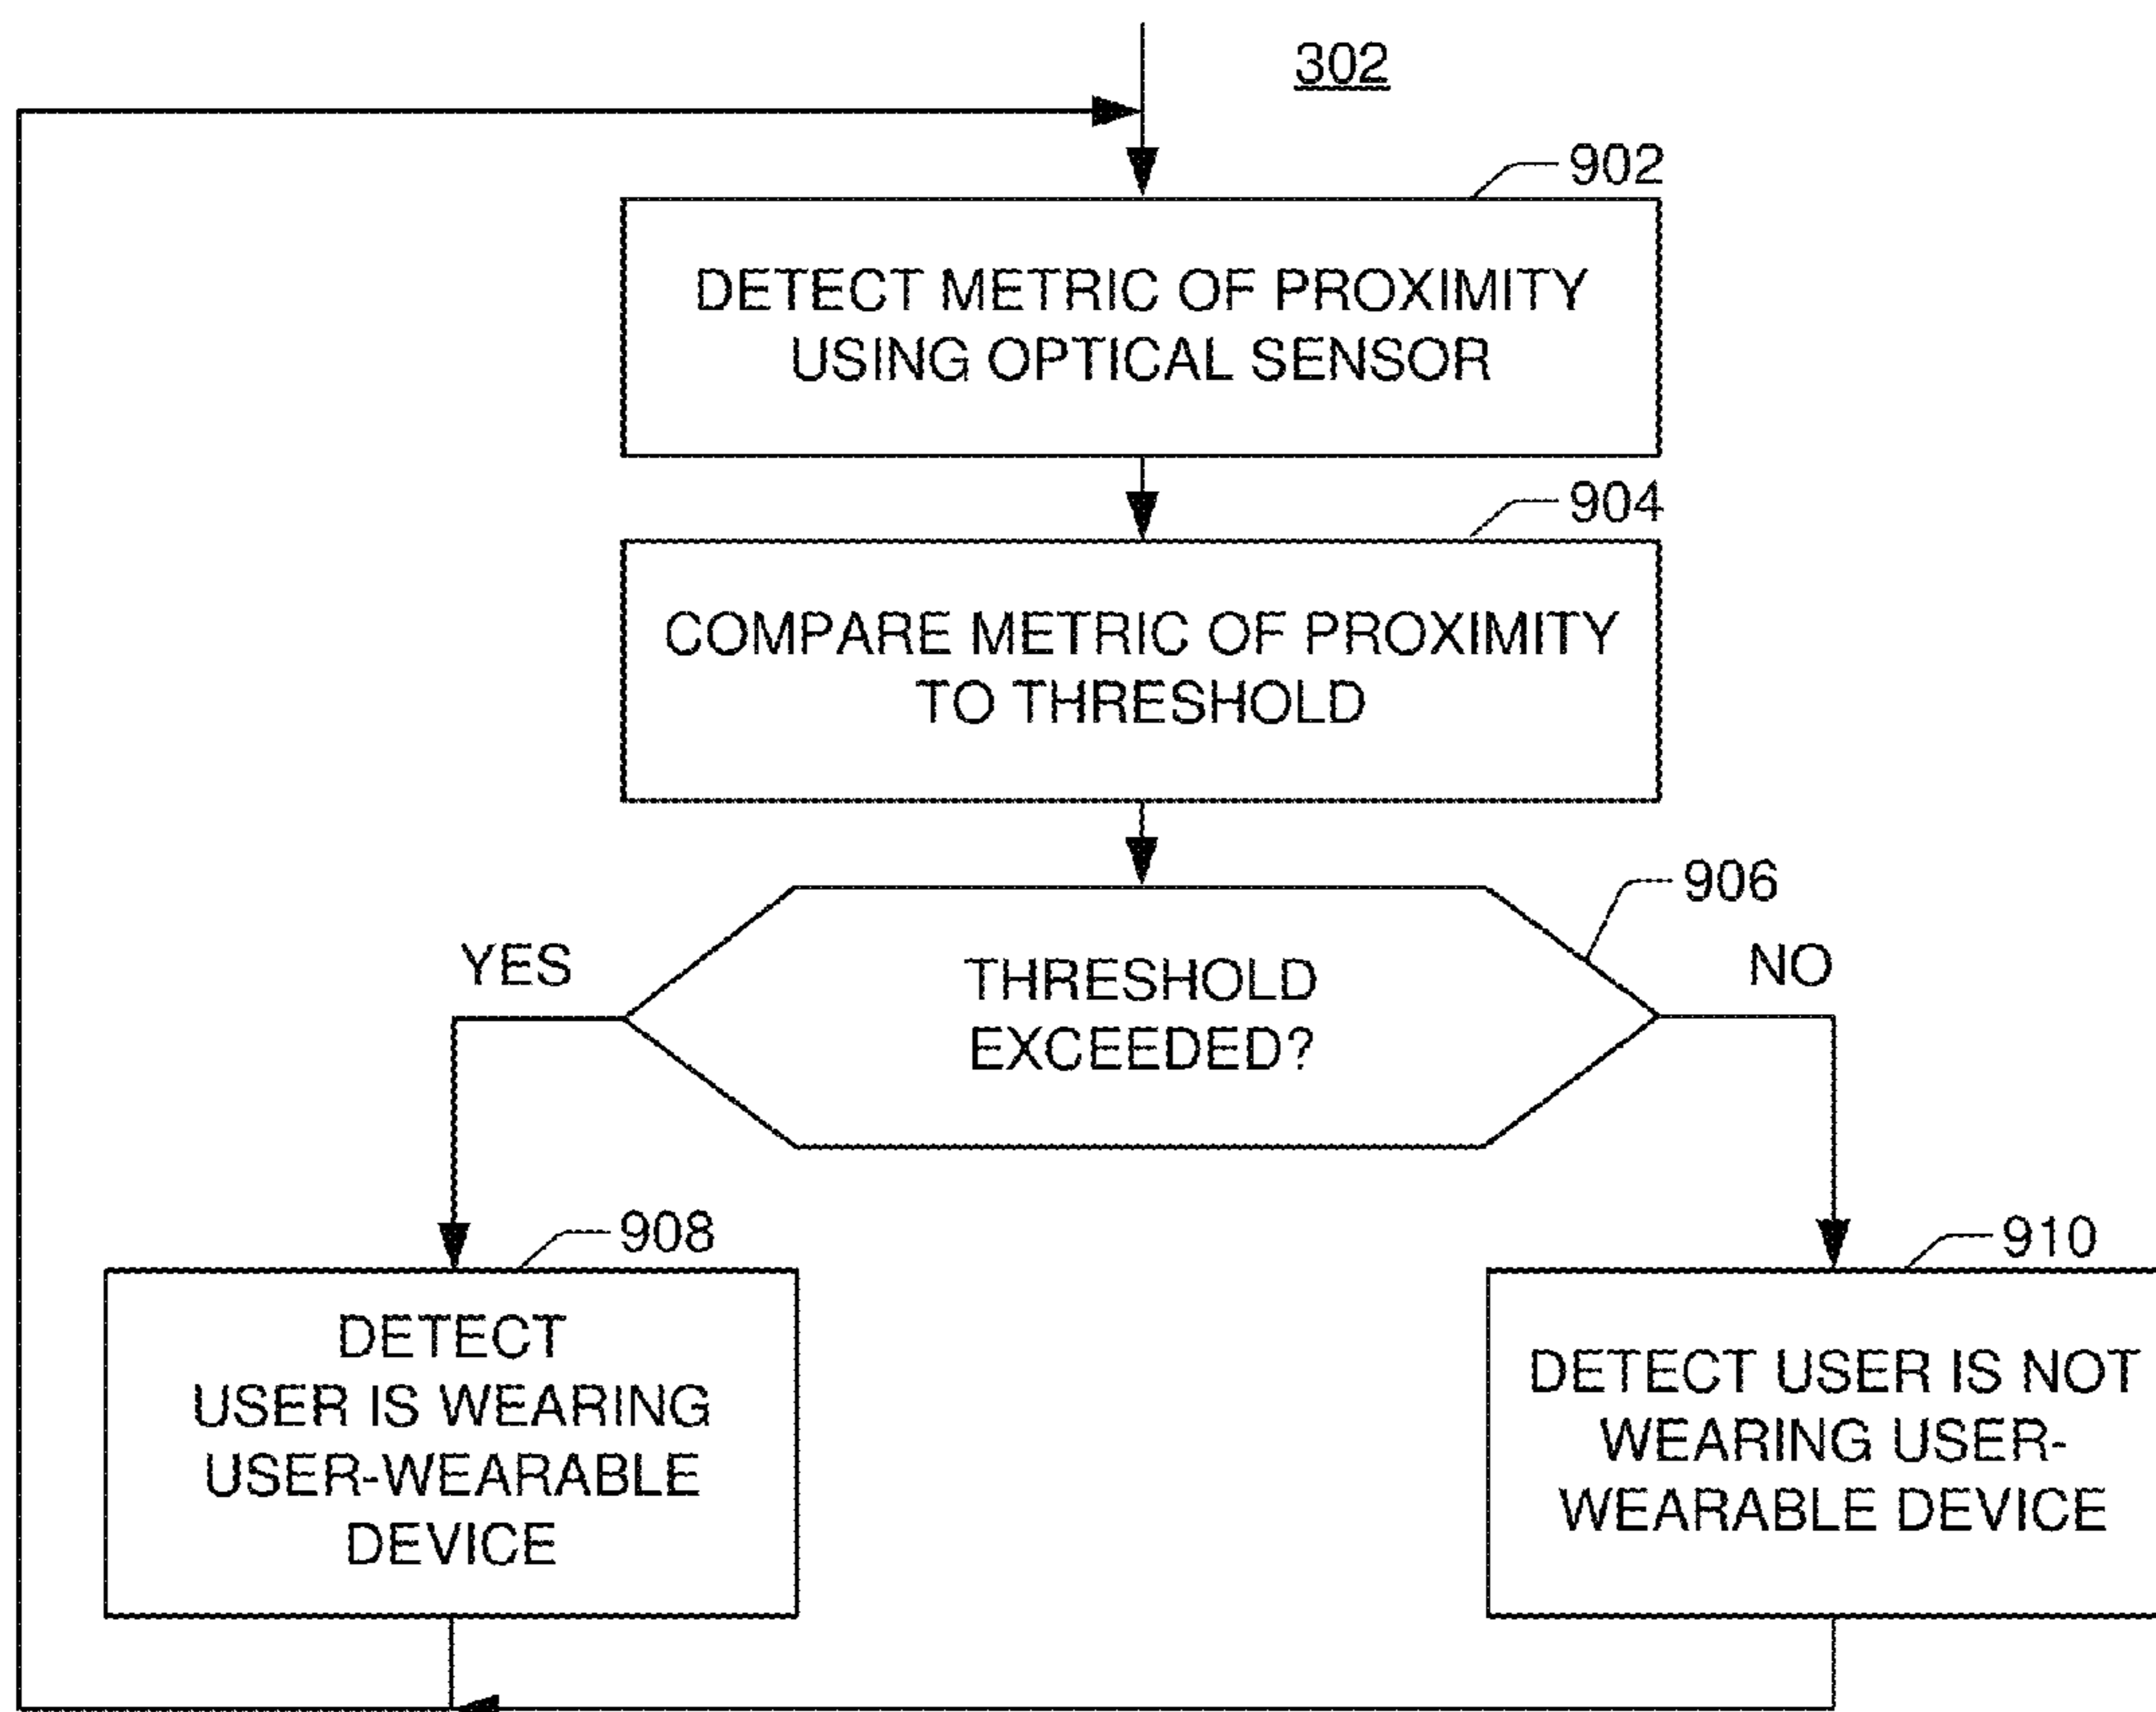 302
902
DETECT METRIC OF PROXIMITY
USING OPTICAL SENSOR
904
COMPARE METRIC OF PROXIMITY
TO THRESHOLD
906
YES
NO
THRESHOLD
EXCEEDED?
908
910
DETECT
USER IS WEARING
USER-WEARABLE
DEVICE
DETECT USER IS NOT
WEARING USER-
WEARABLE DEVICE